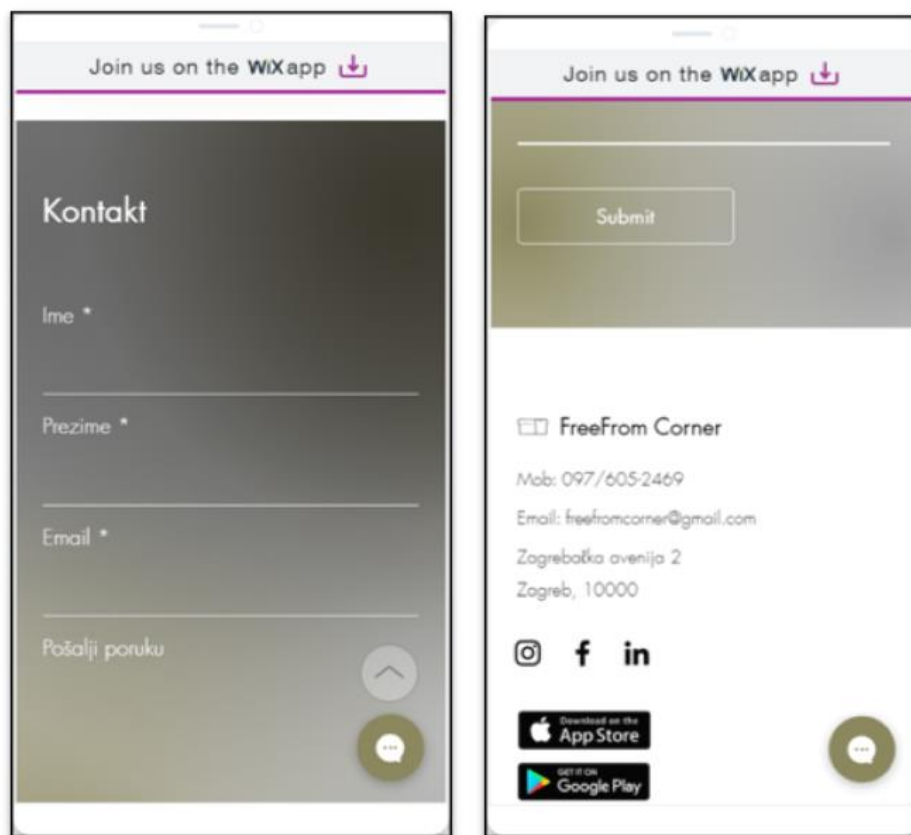 Join us on the WiX app
Kontakt
Ime *
Prezime *
Email *
Pošalji poruku
Join us on the WiX app
Submit
FreeFrom Corner
Mob: 097/605-2469
Email: freefromcorner@gmail.com
Zagrebačka avenija 2
Zagreb, 10000
Download on the
App Store
GET IT ON
Google Play